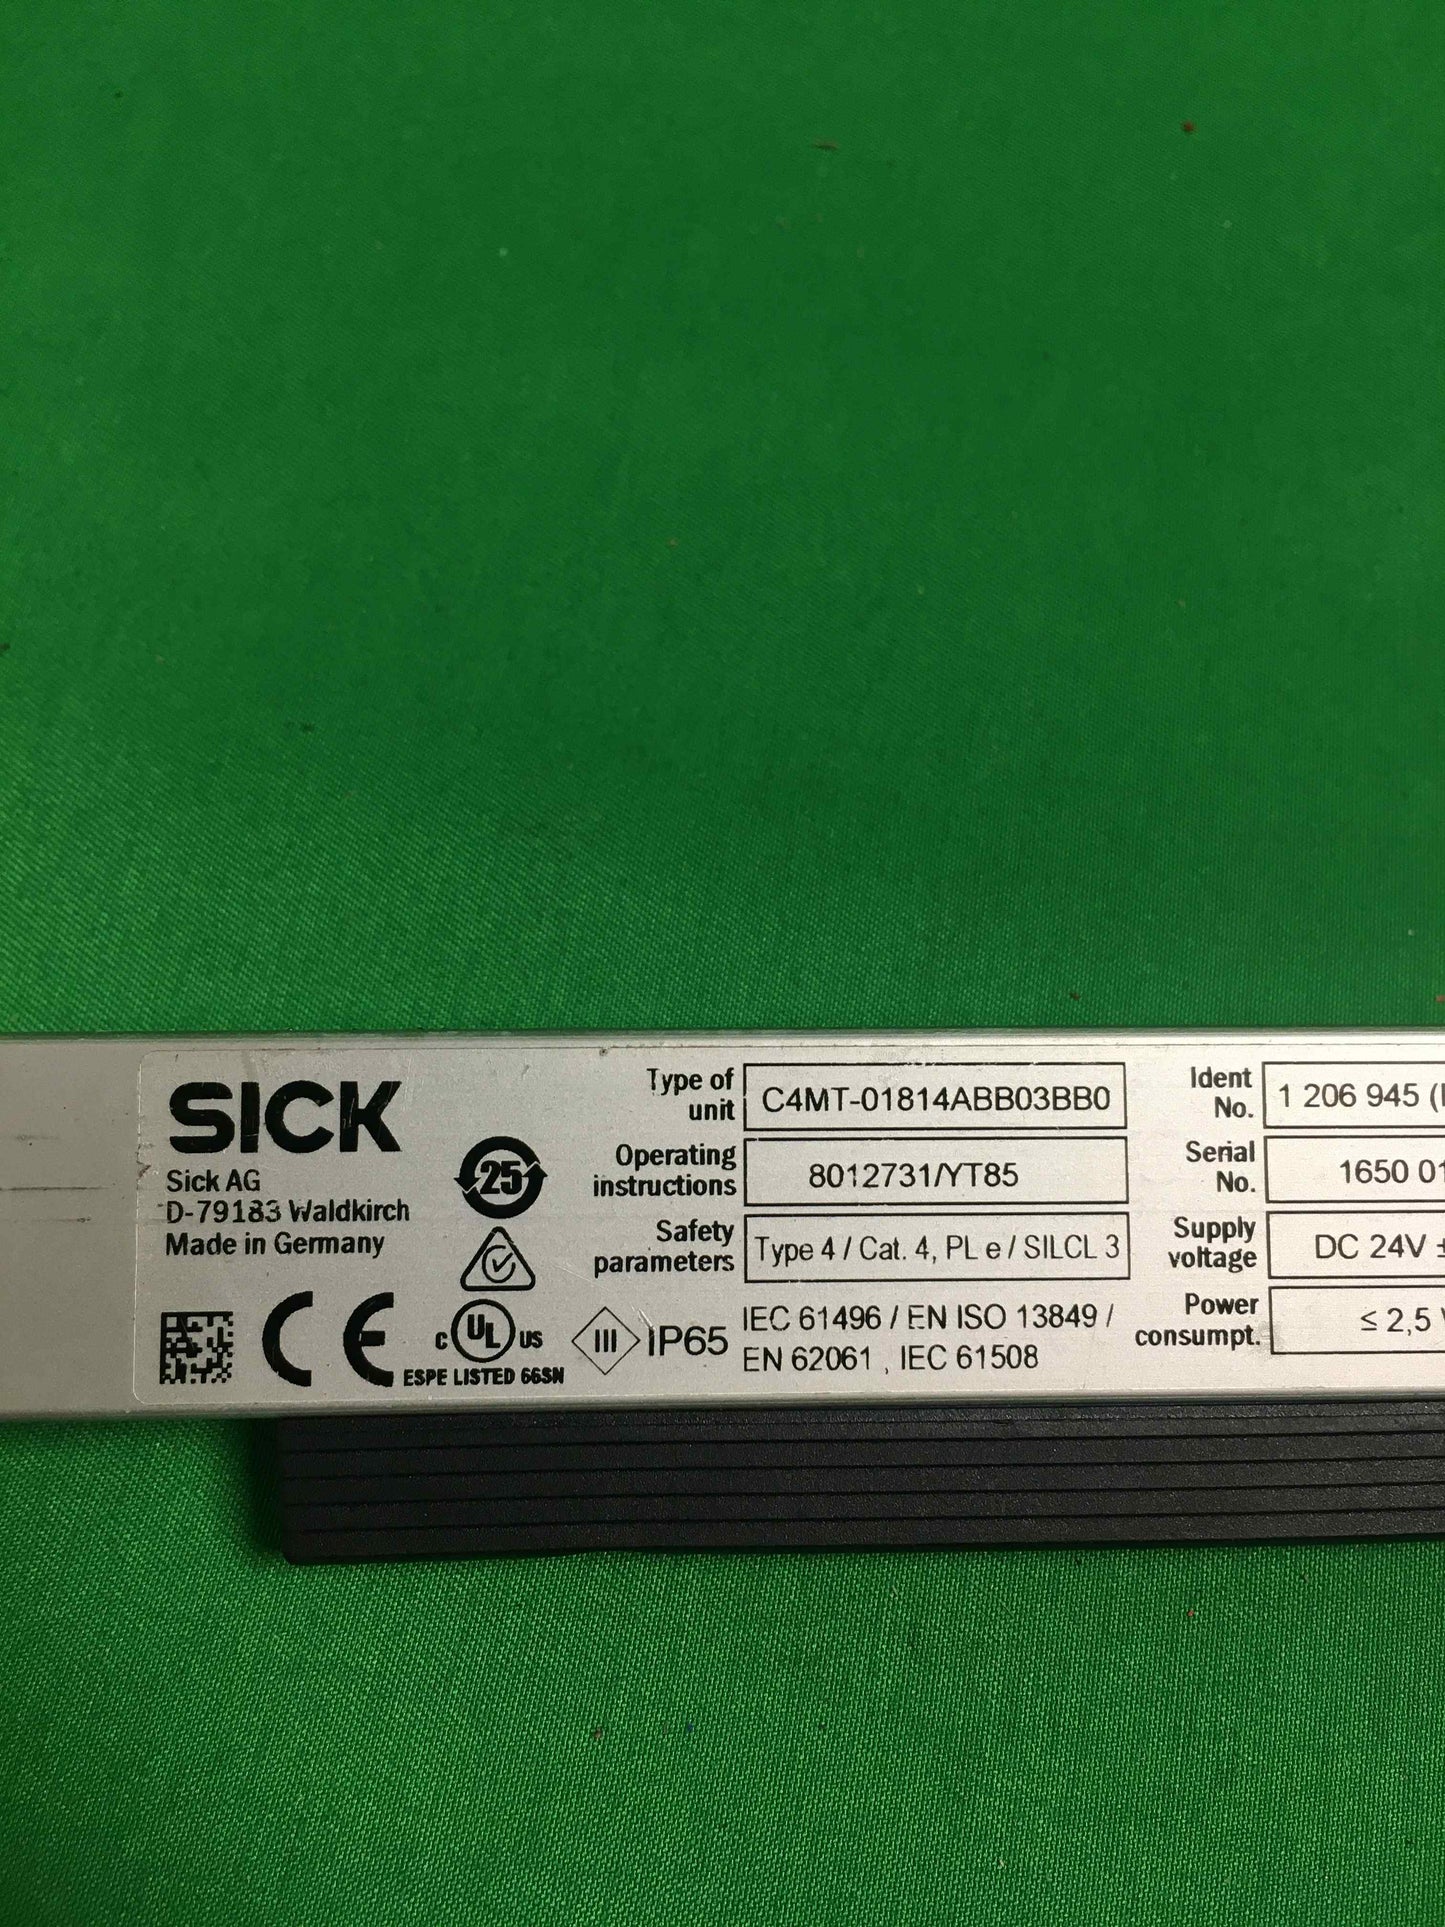 SICK
Sick AG
D-79183 Waldkirch
Made in Germany
25
CE
c UL us
ESPE LISTED 66SN
III
IP65
Type of unit
C4MT-01814ABB03BB0
Operating instructions
8012731/YT85
Safety parameters
Type 4 / Cat. 4, PL e / SILCL 3
IEC 61496 / EN ISO 13849 /
EN 62061 , IEC 61508
Ident No.
1 206 945 (
Serial No.
1650 01
Supply voltage
DC 24V ±
Power consumpt.
≤ 2,5